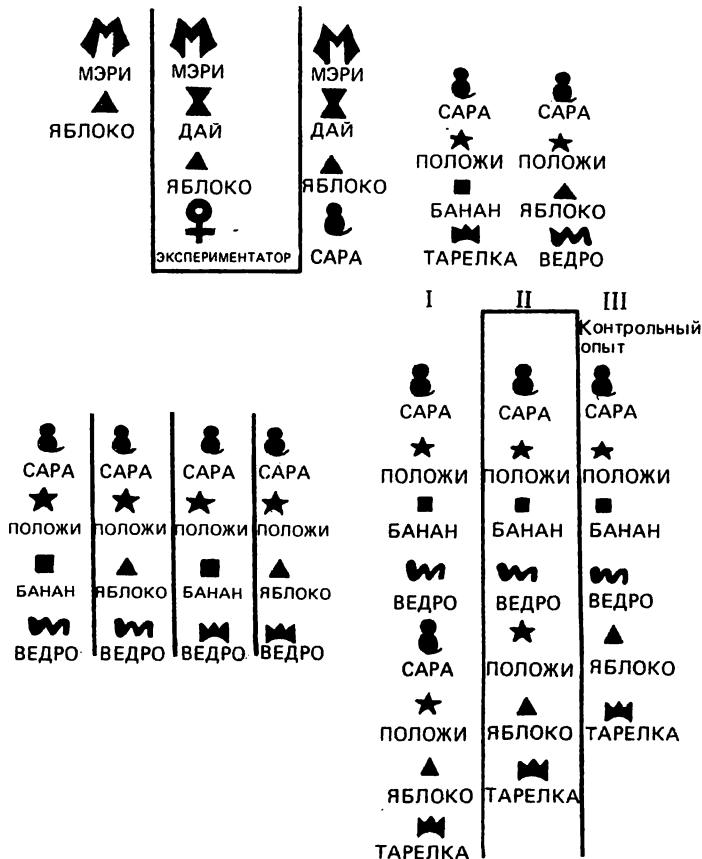 МЭРИ МЭРИ МЭРИ
ЯБЛОКО ДАЙ ДАЙ
ЯБЛОКО ЯБЛОКО
ЭКСПЕРИМЕНТАТОР САРА
САРА САРА
ПОЛОЖИ ПОЛОЖИ
БАНАН ЯБЛОКО
ТАРЕЛКА ВЕДРО
САРА САРА САРА САРА
ПОЛОЖИ ПОЛОЖИ ПОЛОЖИ ПОЛОЖИ
БАНАН ЯБЛОКО БАНАН ЯБЛОКО
ВЕДРО ВЕДРО ВЕДРО ВЕДРО
I II III
Контрольный
опыт
САРА САРА САРА
ПОЛОЖИ ПОЛОЖИ ПОЛОЖИ
БАНАН БАНАН БАНАН
ВЕДРО ВЕДРО ВЕДРО
САРА ПОЛОЖИ ЯБЛОКО
ПОЛОЖИ ЯБЛОКО ТАРЕЛКА
ЯБЛОКО ТАРЕЛКА
ТАРЕЛКА